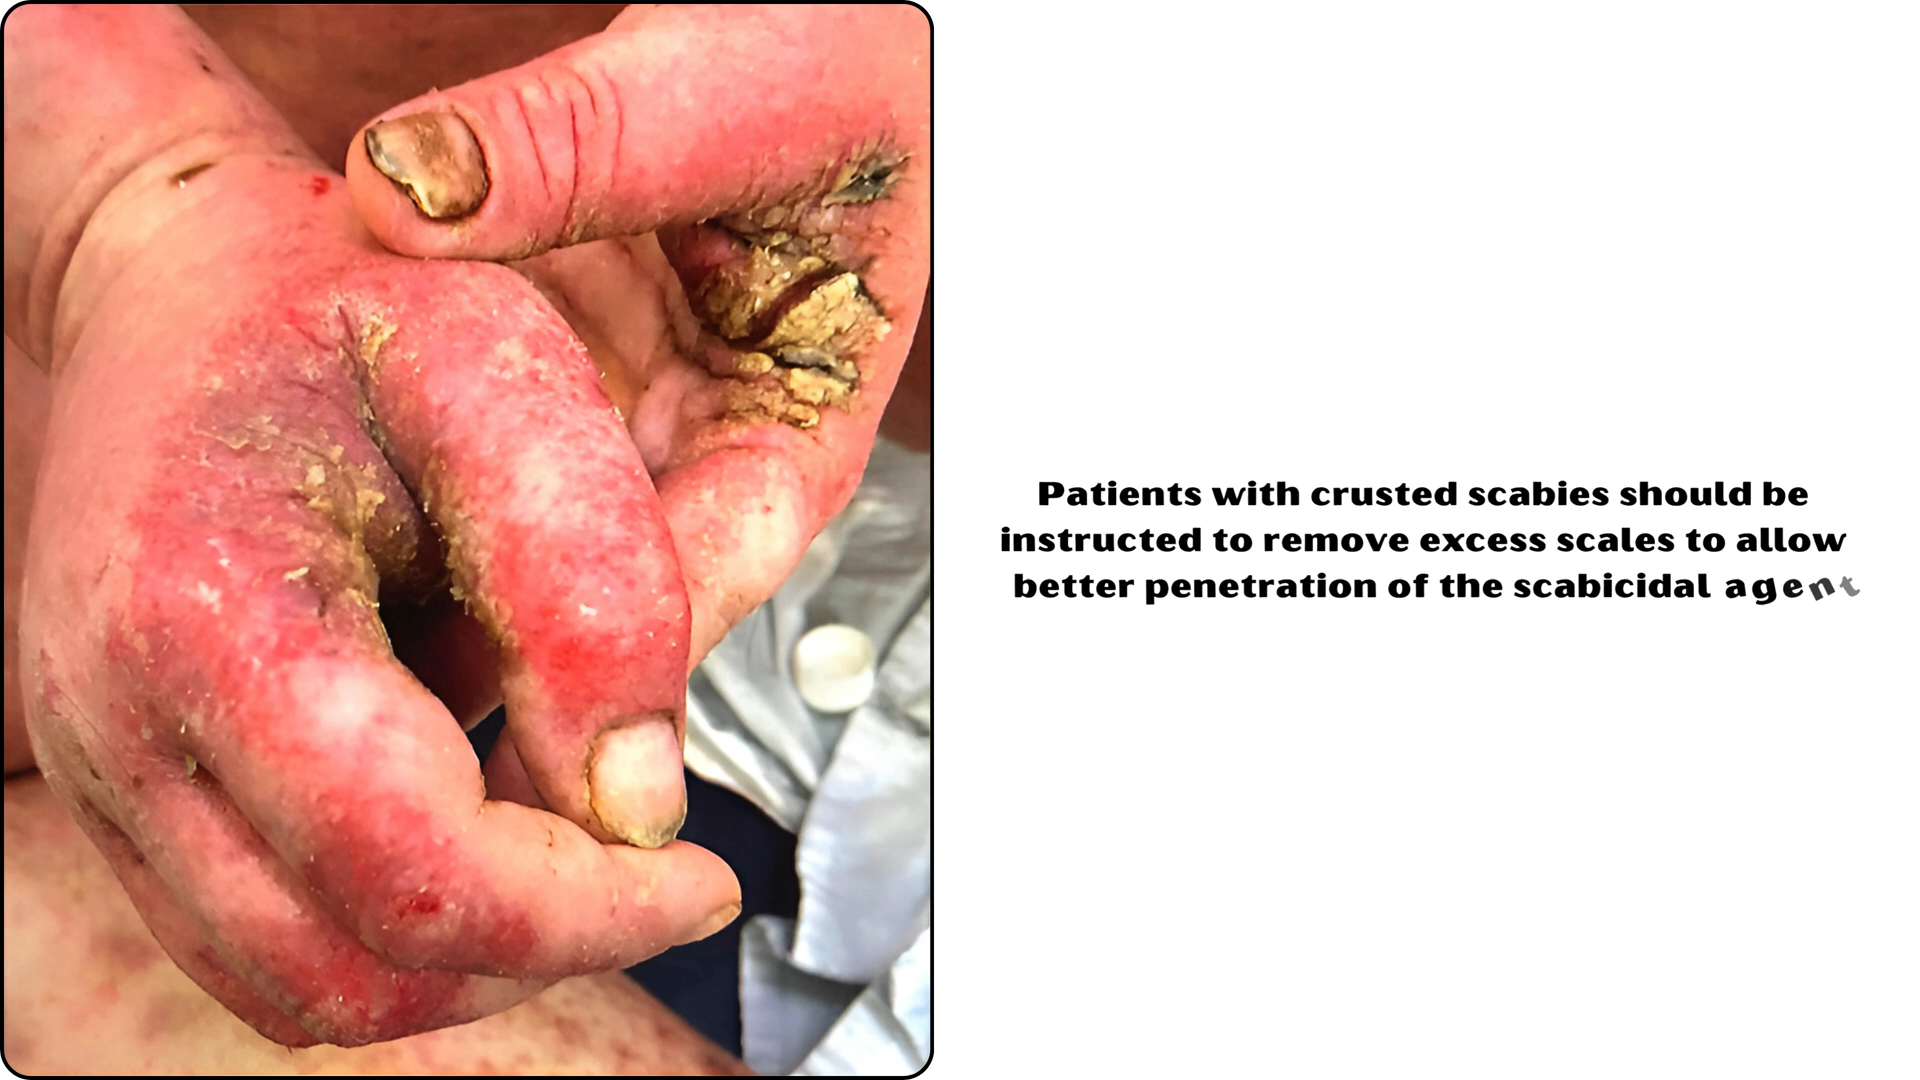 Patients with crusted scabies should be
instructed to remove excess scales to allow
better penetration of the scabicidal agent